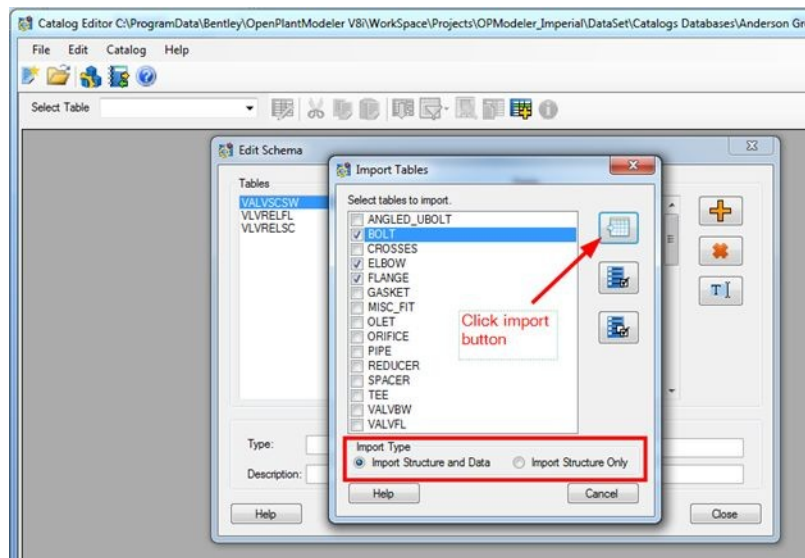 Catalog Editor C:\ProgramData\Bentley\OpenPlantModeler V8i\WorkSpace\Projects\OPModeler_Imperial\DataSet\Catalogs Databases\Anderson Gr
File Edit Catalog Help
Select Table
Edit Schema
Tables
VALVSCSW
VLVRELFL
VLVRELSC
Type:
Description:
Help
Close
Import Tables
Select tables to import.
ANGLED_UBOLT
BOLT
CROSSES
ELBOW
FLANGE
GASKET
MISC_FIT
OLET
ORIFICE
PIPE
REDUCER
SPACER
TEE
VALVBW
VALVFL
Click import
button
Import Type
Import Structure and Data Import Structure Only
Help Cancel